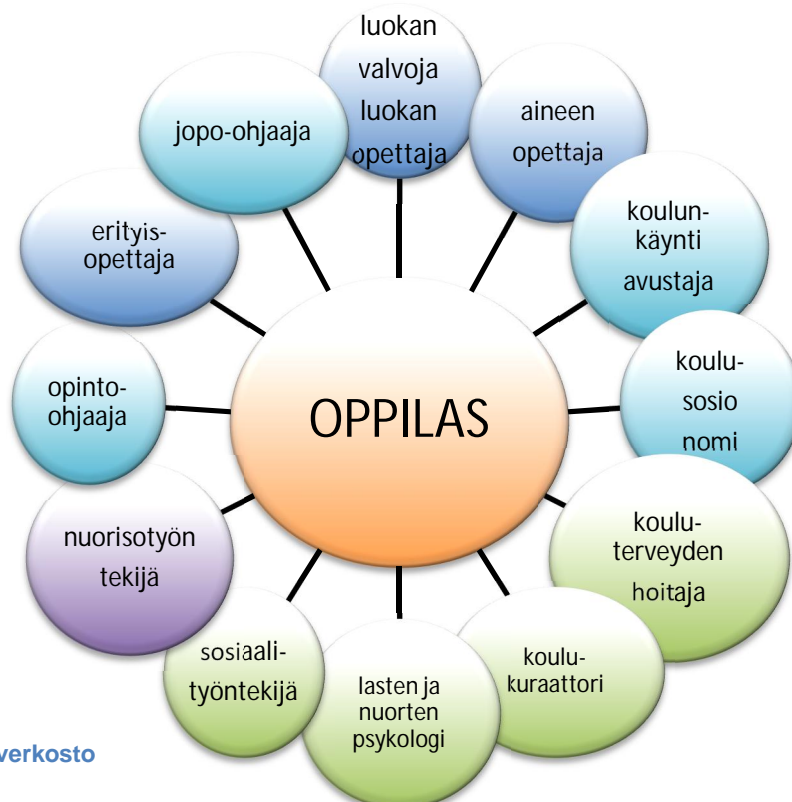 luokan
valvoja
luokan
opettaja
aineen
opettaja
koulun-
käynti
avustaja
koulu-
sosio
nomi
koulu-
terveyden
hoitaja
koulu-
kuraattori
lasten ja
nuorten
psykologi
sosiaali-
työntekijä
nuorisotyön
tekijä
opinto-
ohjaaja
erityis-
opettaja
jopo-ohjaaja
OPPILAS
verkosto